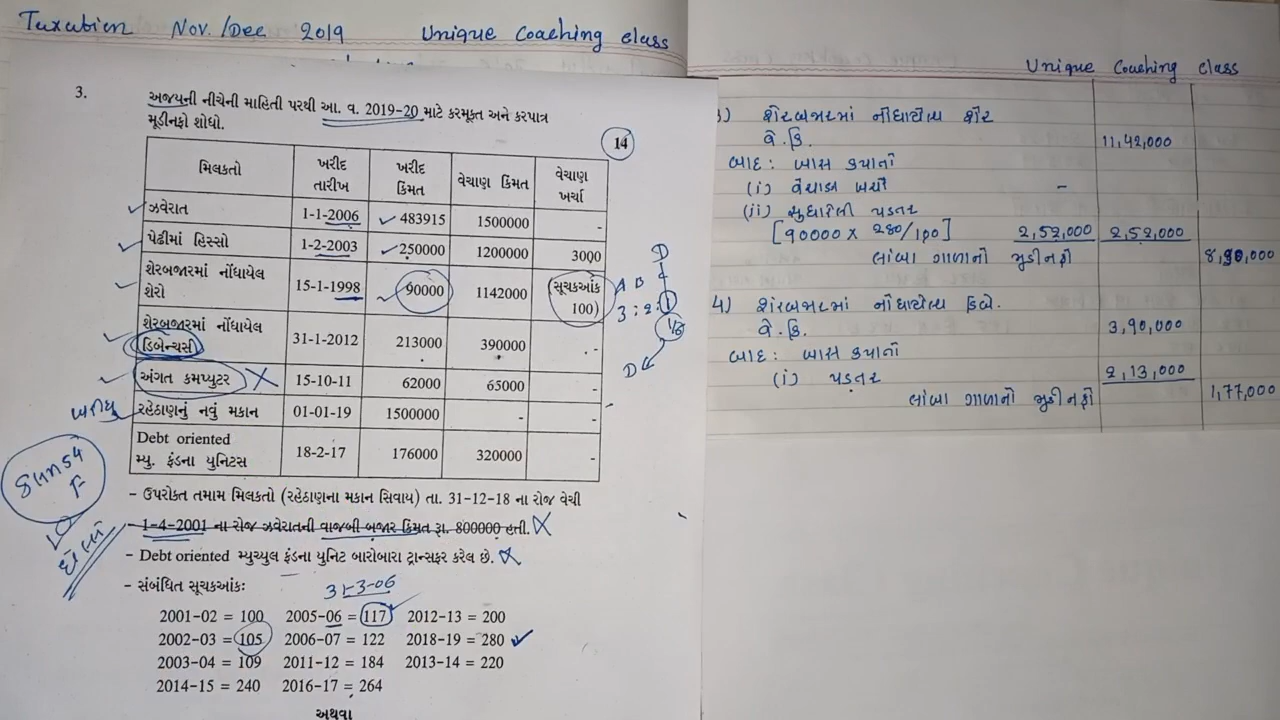 Taxation Nov./Dec 2019 Unique Coaching class
3. અજયની નીચેની માહિતી પરથી આ. વ. 2019-20 માટે કરમૂક્ત અને કરપાત્ર
મૂડીનફો શોધો.
14
મિલકતો ખરીદ તારીખ ખરીદ કિંમત વેચાણ કિંમત વેચાણ ખર્ચા
ઝવેરાત 1-1-2006 483915 1500000 -
પેઢીમાં હિસ્સો 1-2-2003 250000 1200000 3000
શેરબજારમાં નોંધાયેલ શેરો 15-1-1998 90000 1142000 (સૂચકઆંક 100)
શેરબજારમાં નોંધાયેલ ડિબેન્ચર્સ 31-1-2012 213000 390000 -
અંગત કમ્પ્યુટર 15-10-11 62000 65000 -
રહેઠાણનું નવું મકાન 01-01-19 1500000 - -
Debt oriented મ્યુ. ફંડના યુનિટસ 18-2-17 176000 320000 -
D
A B
3 : 2 : 1
1/6
D
કલમ 54
F
- ઉપરોક્ત તમામ મિલકતો (રહેઠાણના મકાન સિવાય) તા. 31-12-18 ના રોજ વેચી
- 1-4-2001 ના રોજ ઝવેરાતની વાજબી બજાર કિંમત રૂા. 800000 હતી.
- Debt oriented મ્યુચ્યુલ ફંડના યુનિટ બારોબારા ટ્રાન્સફર કરેલ છે.
- સંબંધિત સૂચકઆંકઃ
31-3-06
2001-02 = 100 2005-06 = 117 2012-13 = 200
2002-03 = 105 2006-07 = 122 2018-19 = 280
2003-04 = 109 2011-12 = 184 2013-14 = 220
2014-15 = 240 2016-17 = 264
અથવા
Unique Coaching class
3) શેરબજારમાં નોંધાયેલ શેર
વે. કિં. 11,42,000
બાદ : ખાસ કપાતો
(i) વેચાણ ખર્ચા -
(ii) સુધારેલી પડતર
[90000 x 280/100] 2,52,000 2,52,000
લાંબા ગાળાનો મુડીનફો 8,90,000
4) શેરબજારમાં નોંધાયેલ ડિબે.
વે. કિં. 3,90,000
બાદ : ખાસ કપાતો
(i) પડતર 2,13,000
લાંબા ગાળાનો મુડીનફો 1,77,000